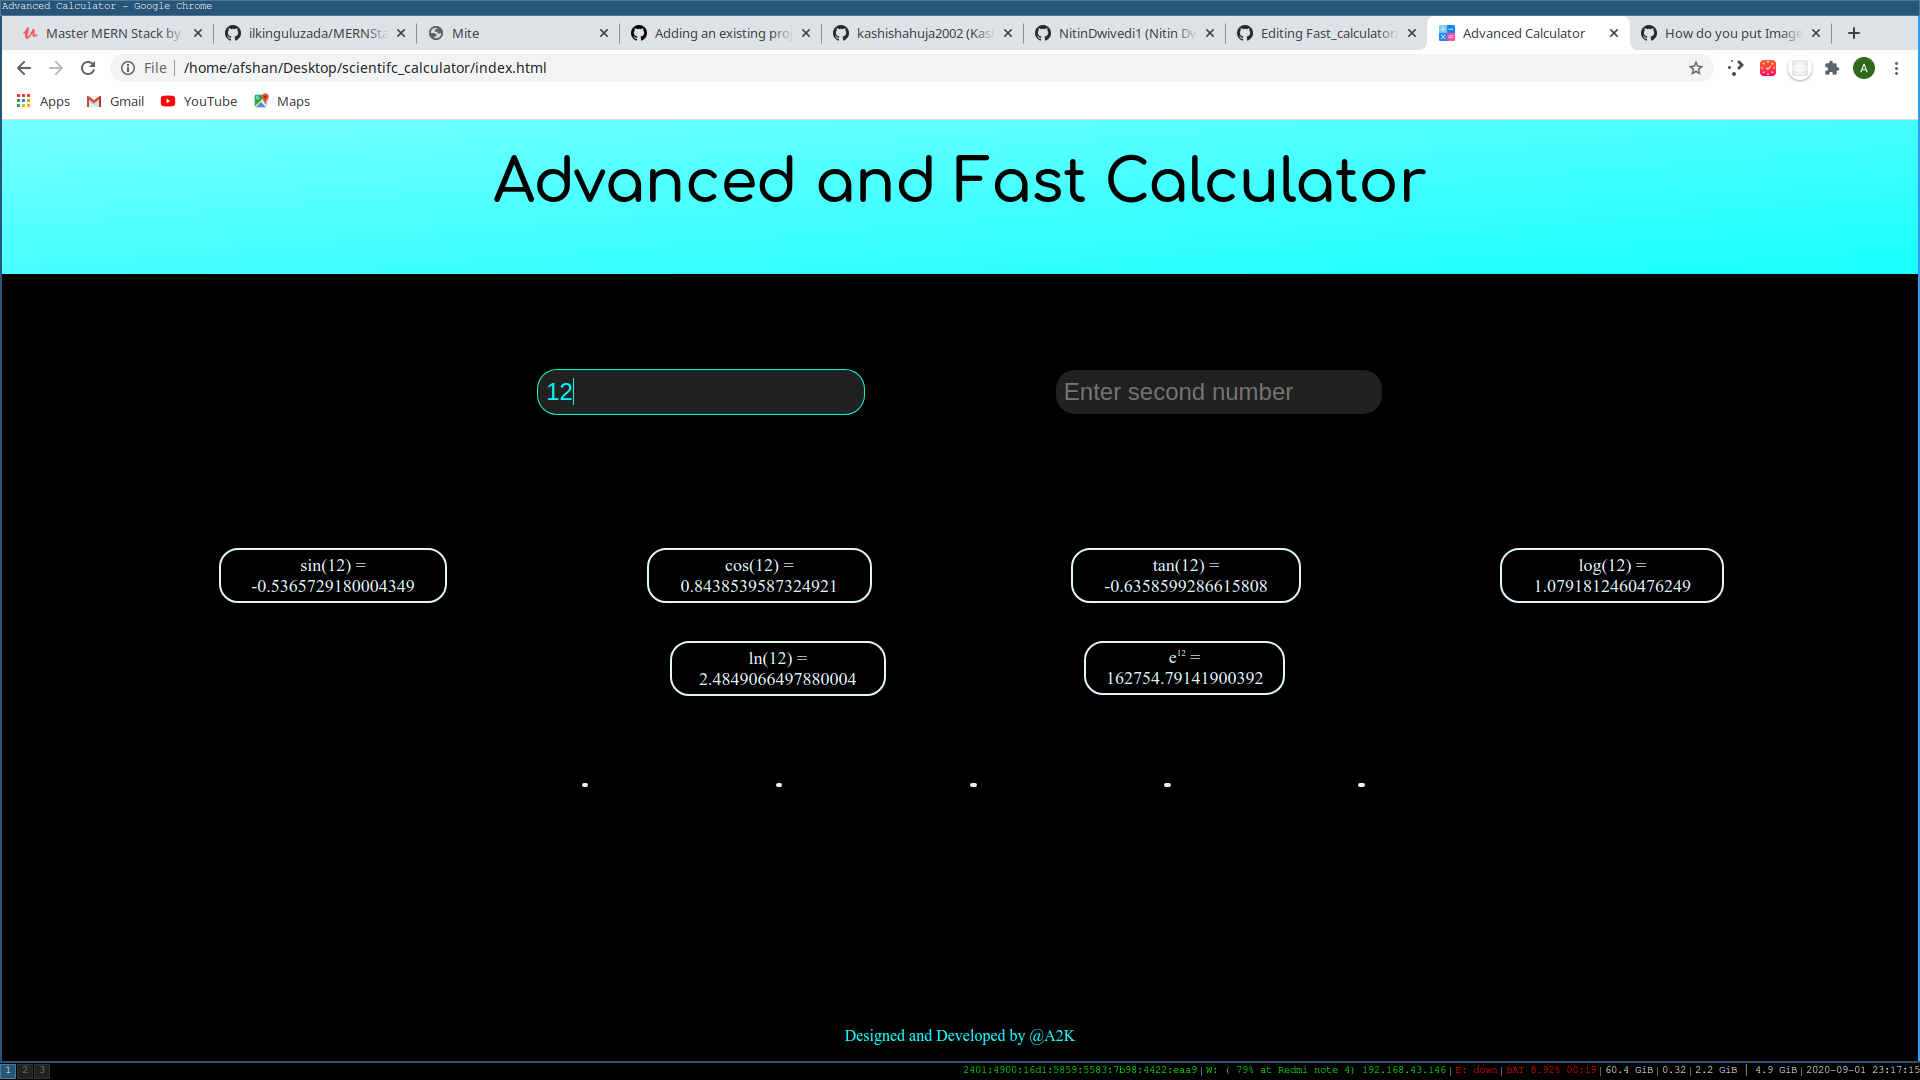 Advanced Calculator - Google Chrome
Master MERN Stack by
ilkinguluzada/MERNSta
Mite
Adding an existing proj
kashishahuja2002 (Kash
NitinDwivedi1 (Nitin Dw
Editing Fast_calculator/
Advanced Calculator
How do you put Image
File
/home/afshan/Desktop/scientifc_calculator/index.html
A
Apps
Gmail
YouTube
Maps
Advanced and Fast Calculator
12
Enter second number
sin(12) =
-0.5365729180004349
cos(12) =
0.8438539587324921
tan(12) =
-0.6358599286615808
log(12) =
1.0791812460476249
ln(12) =
2.4849066497880004
e¹² =
162754.79141900392
Designed and Developed by @A2K
1 2 3
2401:4900:16d1:5859:5583:7b98:4422:eaa9|W: ( 79% at Redmi note 4) 192.168.43.146|E: down|BAT 8.92% 00:19|60.4 GiB|0.32|2.2 GiB | 4.9 GiB|2020-09-01 23:17:15